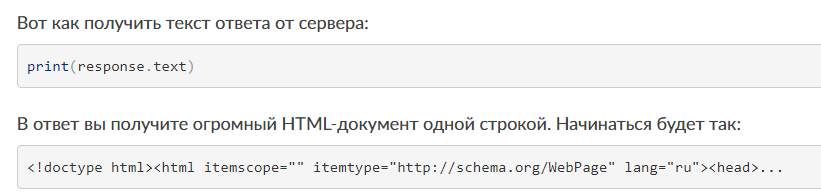 Вот как получить текст ответа от сервера:
print(response.text)
В ответ вы получите огромный HTML-документ одной строкой. Начинаться будет так:
<!doctype html><html itemscope="" itemtype="http://schema.org/WebPage" lang="ru"><head>...